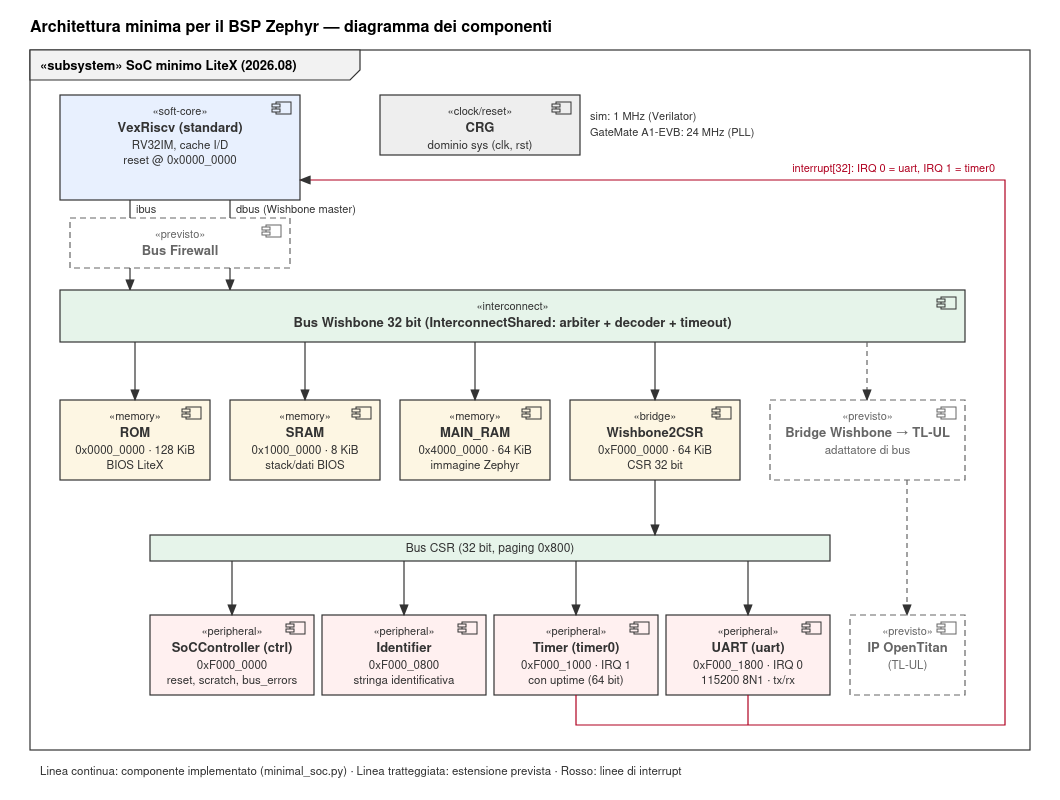 Architettura minima per il BSP Zephyr — diagramma dei componenti
«subsystem» SoC minimo LiteX (2026.08)
«soft-core»
VexRiscv (standard)
RV32IM, cache I/D
reset @ 0x0000_0000
«clock/reset»
CRG
dominio sys (clk, rst)
sim: 1 MHz (Verilator)
GateMate A1-EVB: 24 MHz (PLL)
interrupt[32]: IRQ 0 = uart, IRQ 1 = timer0
ibus
dbus (Wishbone master)
«previsto»
Bus Firewall
«interconnect»
Bus Wishbone 32 bit (InterconnectShared: arbiter + decoder + timeout)
«memory»
ROM
0x0000_0000 · 128 KiB
BIOS LiteX
«memory»
SRAM
0x1000_0000 · 8 KiB
stack/dati BIOS
«memory»
MAIN_RAM
0x4000_0000 · 64 KiB
immagine Zephyr
«bridge»
Wishbone2CSR
0xF000_0000 · 64 KiB
CSR 32 bit
«previsto»
Bridge Wishbone → TL-UL
adattatore di bus
Bus CSR (32 bit, paging 0x800)
«peripheral»
SoCController (ctrl)
0xF000_0000
reset, scratch, bus_errors
«peripheral»
Identifier
0xF000_0800
stringa identificativa
«peripheral»
Timer (timer0)
0xF000_1000 · IRQ 1
con uptime (64 bit)
«peripheral»
UART (uart)
0xF000_1800 · IRQ 0
115200 8N1 · tx/rx
«previsto»
IP OpenTitan
(TL-UL)
Linea continua: componente implementato (minimal_soc.py) · Linea tratteggiata: estensione prevista · Rosso: linee di interrupt